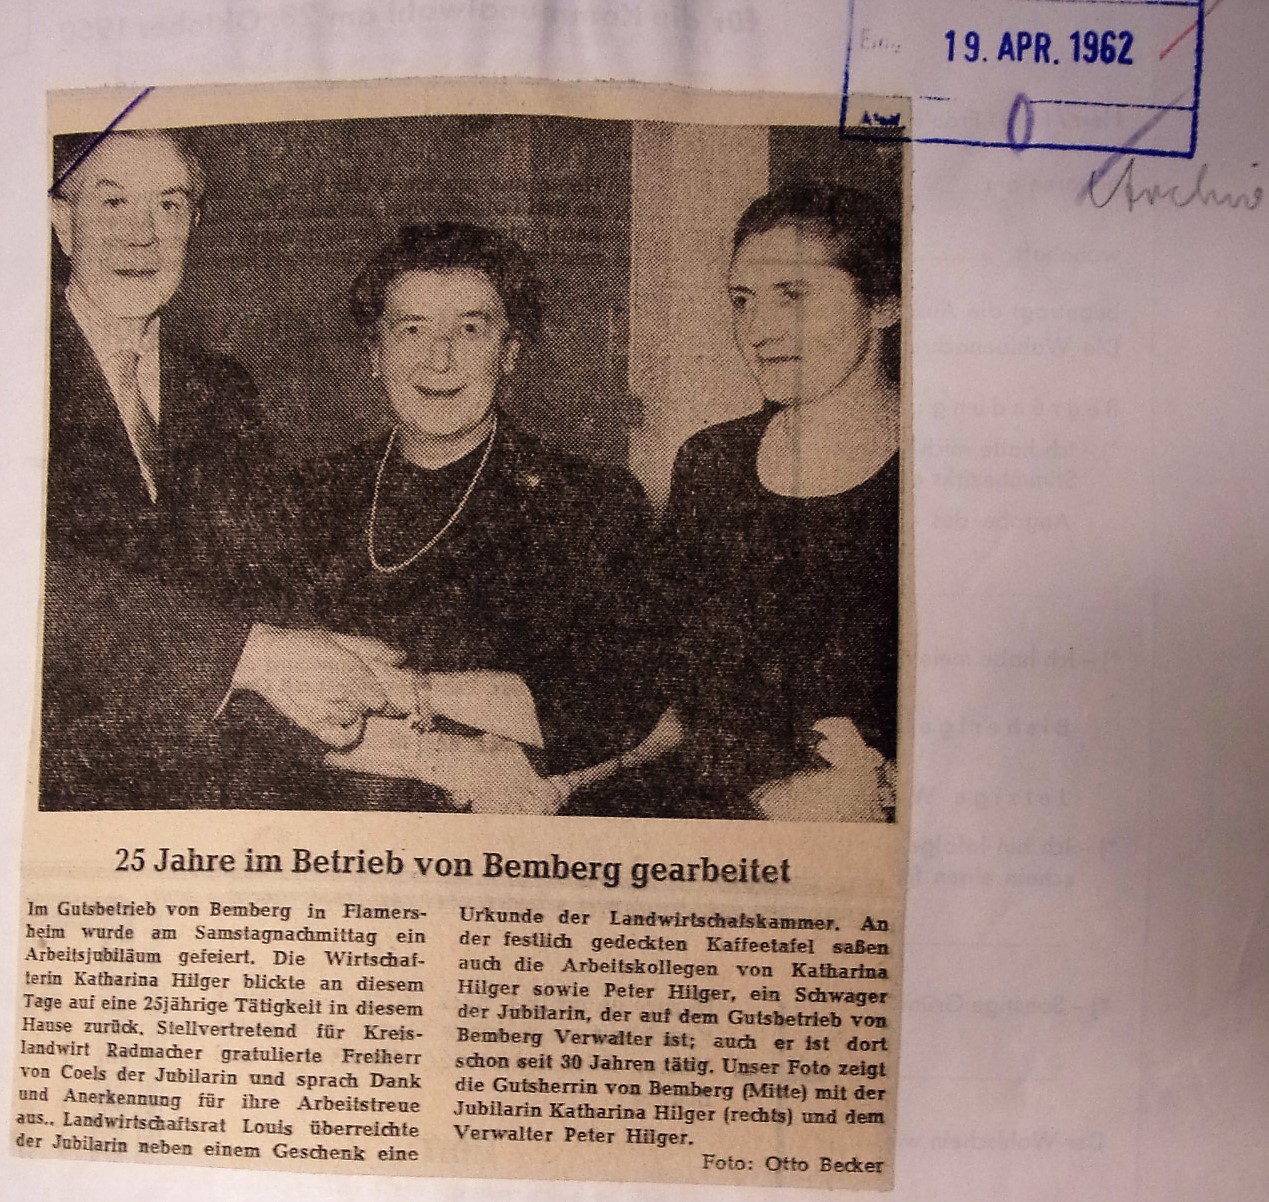 19. APR. 1962
Archiv
25 Jahre im Betrieb von Bemberg gearbeitet
Im Gutsbetrieb von Bemberg in Flamers-
heim wurde am Samstagnachmittag ein
Arbeitsjubiläum gefeiert. Die Wirtschaf-
terin Katharina Hilger blickte an diesem
Tage auf eine 25jährige Tätigkeit in diesem
Hause zurück. Stellvertretend für Kreis-
landwirt Radmacher gratulierte Freiherr
von Coels der Jubilarin und sprach Dank
und Anerkennung für ihre Arbeitstreue
aus.. Landwirtschaftsrat Louis überreichte
der Jubilarin neben einem Geschenk eine
Urkunde der Landwirtschafskammer. An
der festlich gedeckten Kaffeetafel saßen
auch die Arbeitskollegen von Katharina
Hilger sowie Peter Hilger, ein Schwager
der Jubilarin, der auf dem Gutsbetrieb von
Bemberg Verwalter ist; auch er ist dort
schon seit 30 Jahren tätig. Unser Foto zeigt
die Gutsherrin von Bemberg (Mitte) mit der
Jubilarin Katharina Hilger (rechts) und dem
Verwalter Peter Hilger.
Foto: Otto Becker